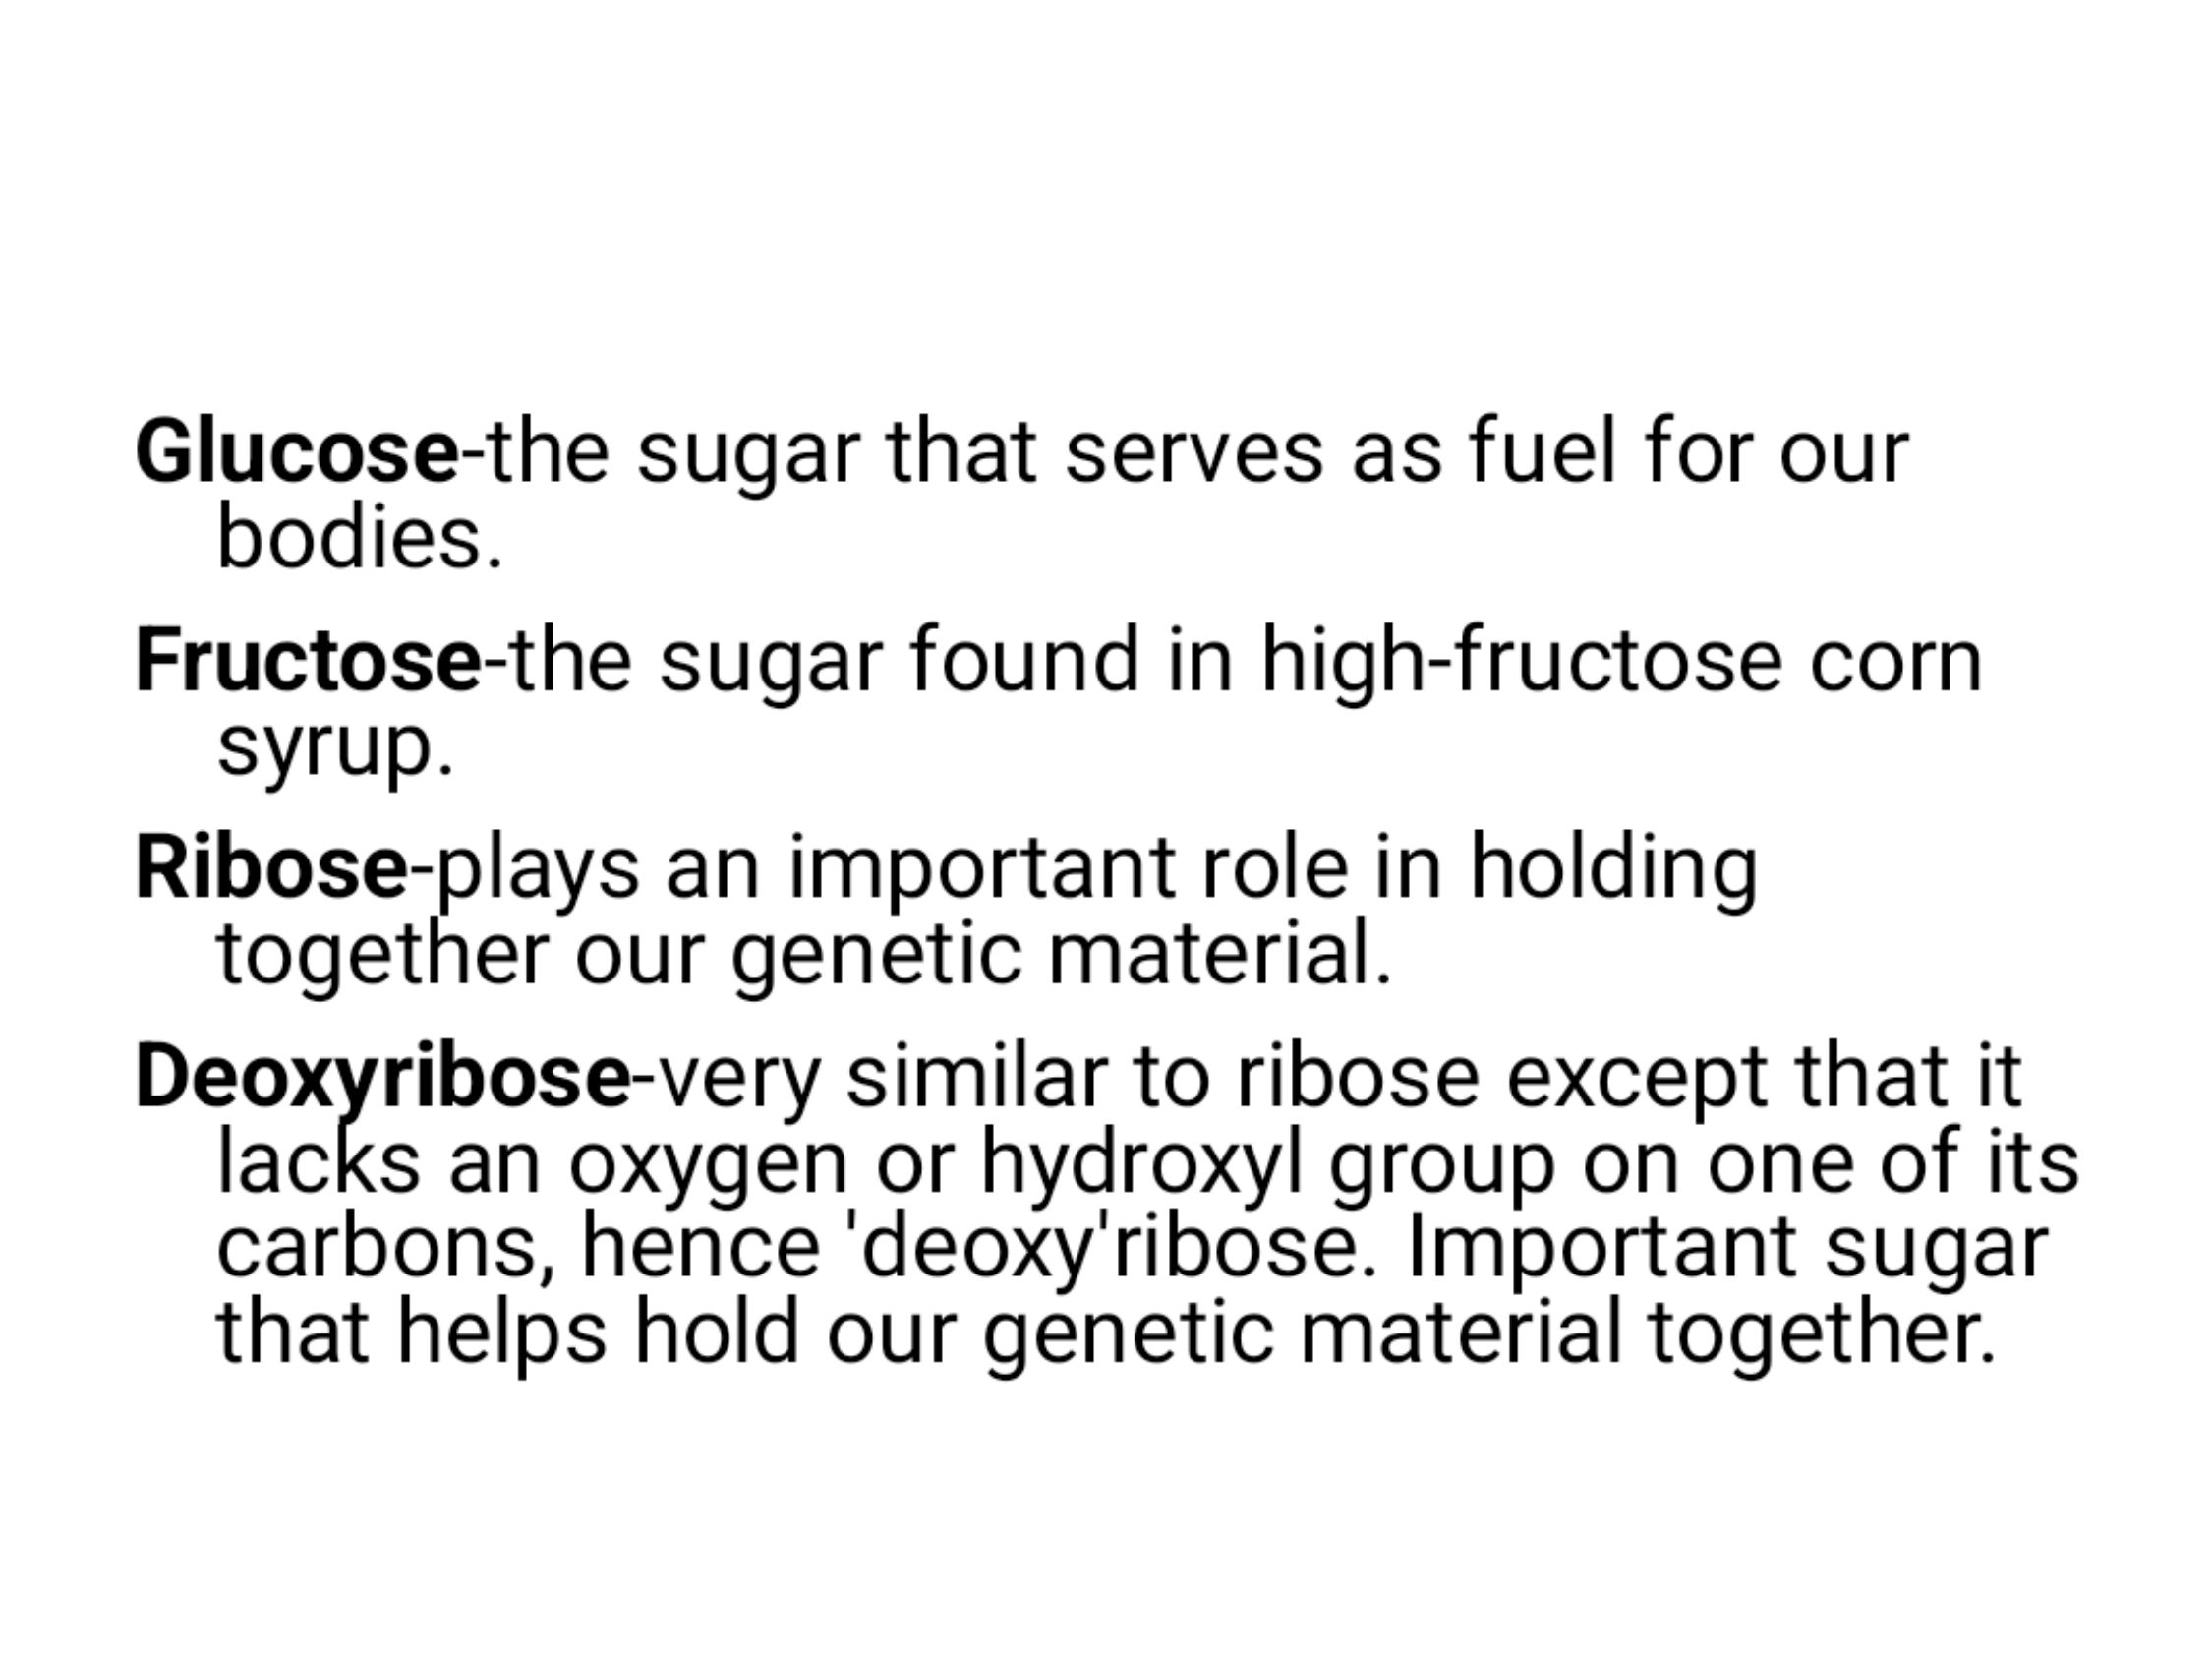 Glucose-the sugar that serves as fuel for our
bodies.
Fructose-the sugar found in high-fructose corn
syrup.
Ribose-plays an important role in holding
together our genetic material.
Deoxyribose-very similar to ribose except that it
lacks an oxygen or hydroxyl group on one of its
carbons, hence 'deoxy'ribose. Important sugar
that helps hold our genetic material together.